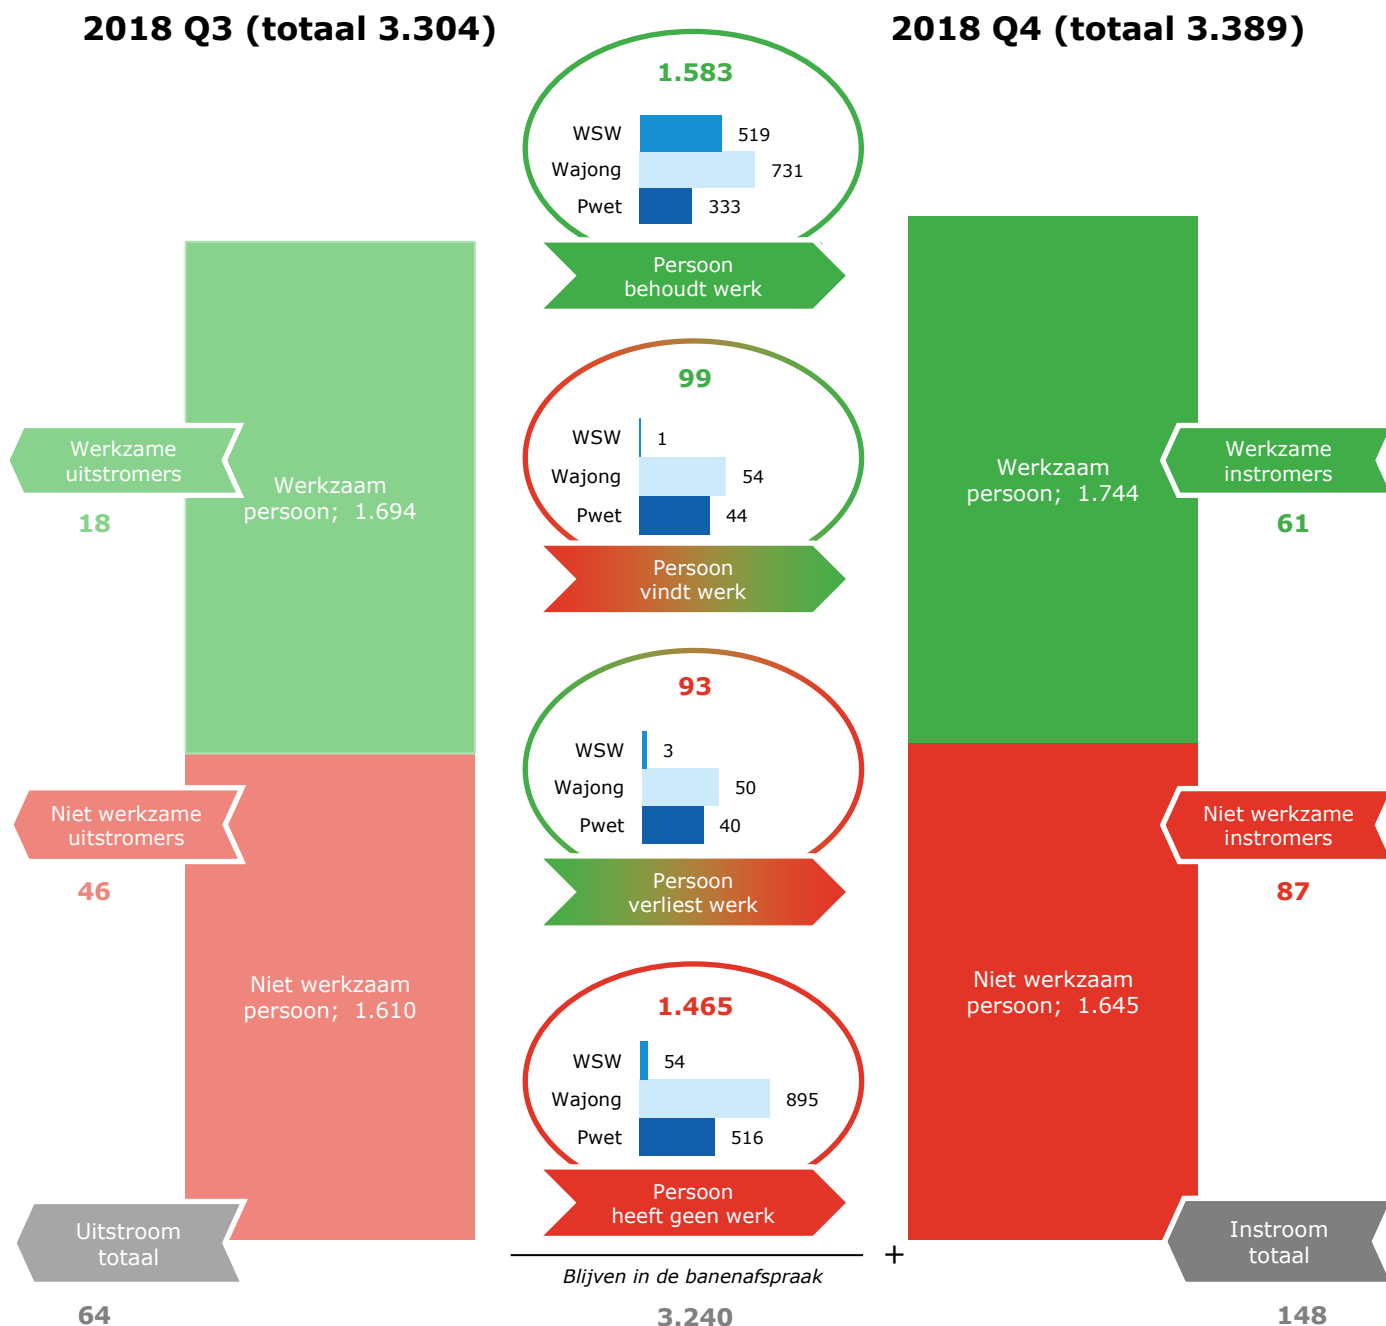 2018 Q3 (totaal 3.304)
2018 Q4 (totaal 3.389)
1.583
WSW 519
Wajong 731
Pwet 333
Persoon
behoudt werk
99
WSW 1
Wajong 54
Pwet 44
Persoon
vindt werk
93
WSW 3
Wajong 50
Pwet 40
Persoon
verliest werk
1.465
WSW 54
Wajong 895
Pwet 516
Persoon
heeft geen werk
Werkzame
uitstromers
18
Werkzaam
persoon; 1.694
Niet werkzame
uitstromers
46
Niet werkzaam
persoon; 1.610
Uitstroom
totaal
64
Werkzaam
persoon; 1.744
Werkzame
instromers
61
Niet werkzaam
persoon; 1.645
Niet werkzame
instromers
87
Instroom
totaal
148
+
Blijven in de banenafspraak
3.240